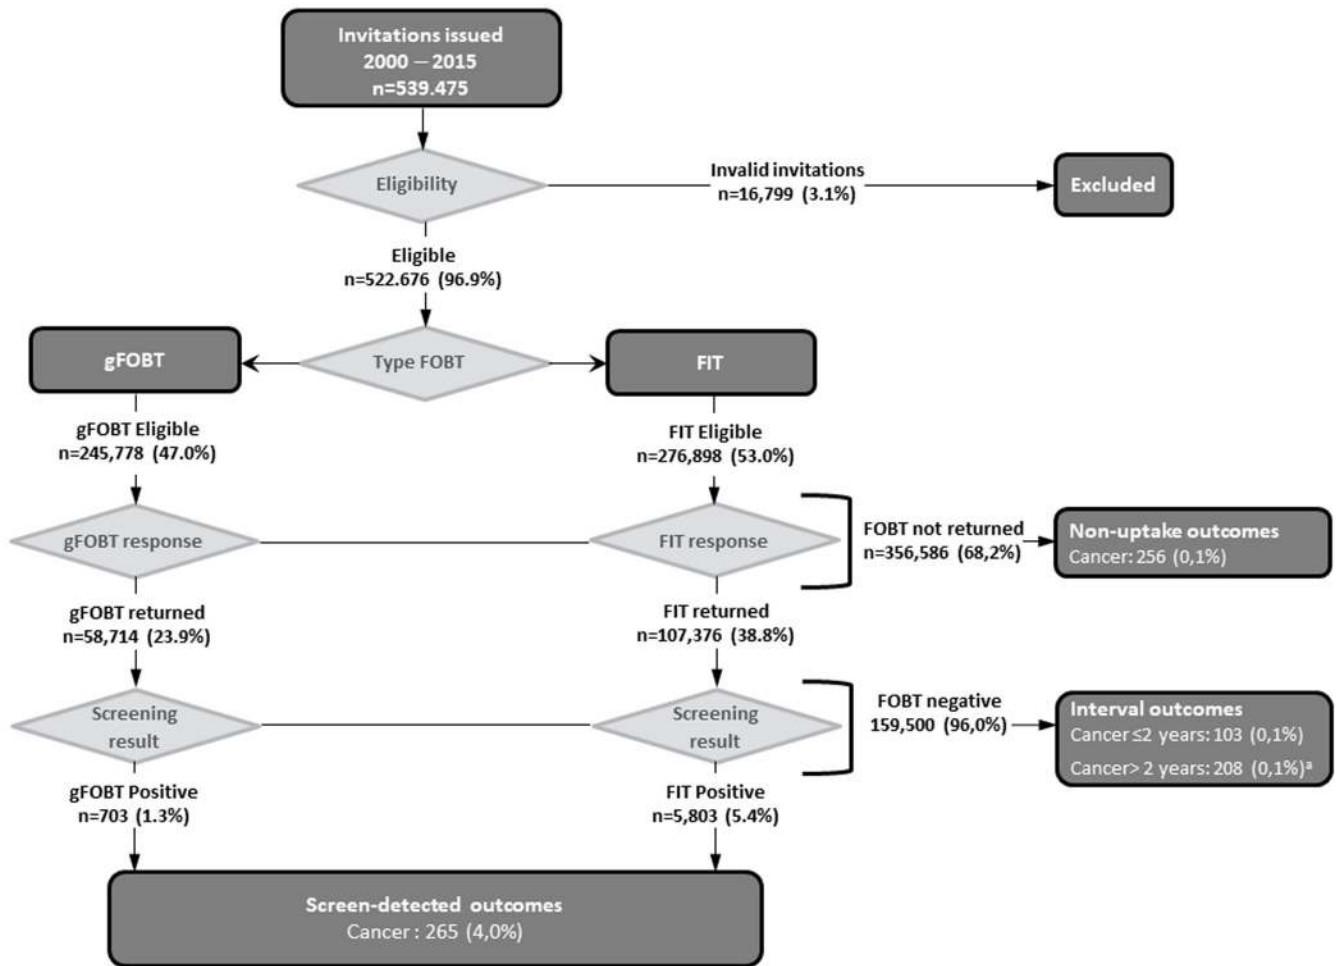 Invitations issued
2000 – 2015
n=539.475
Eligibility
Invalid invitations
n=16,799 (3.1%)
Excluded
Eligible
n=522.676 (96.9%)
gFOBT
Type FOBT
FIT
gFOBT Eligible
n=245,778 (47.0%)
FIT Eligible
n=276,898 (53.0%)
gFOBT response
FIT response
FOBT not returned
n=356,586 (68,2%)
Non-uptake outcomes
Cancer: 256 (0,1%)
gFOBT returned
n=58,714 (23.9%)
FIT returned
n=107,376 (38.8%)
Screening
result
Screening
result
FOBT negative
159,500 (96,0%)
Interval outcomes
Cancer ≤2 years: 103 (0,1%)
Cancer> 2 years: 208 (0,1%)ᵃ
gFOBT Positive
n=703 (1.3%)
FIT Positive
n=5,803 (5.4%)
Screen-detected outcomes
Cancer : 265 (4,0%)